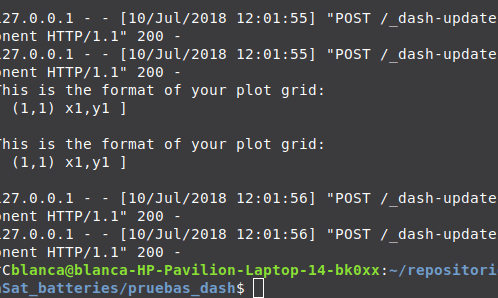 127.0.0.1 - - [10/Jul/2018 12:01:55] "POST /_dash-update
onent HTTP/1.1" 200 -
127.0.0.1 - - [10/Jul/2018 12:01:55] "POST /_dash-update
onent HTTP/1.1" 200 -
This is the format of your plot grid:
(1,1) x1,y1 ]
This is the format of your plot grid:
(1,1) x1,y1 ]
127.0.0.1 - - [10/Jul/2018 12:01:56] "POST /_dash-update
onent HTTP/1.1" 200 -
127.0.0.1 - - [10/Jul/2018 12:01:56] "POST /_dash-update
onent HTTP/1.1" 200 -
^Cblanca@blanca-HP-Pavilion-Laptop-14-bk0xx:~/repositori
aSat_batteries/pruebas_dash$